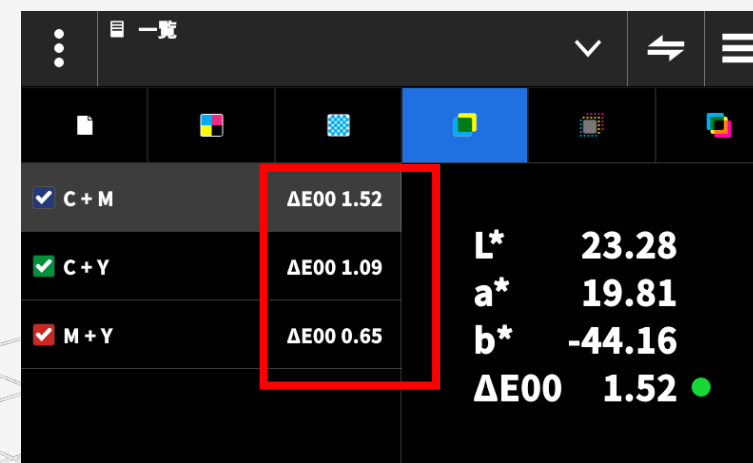 一覧
C + M ΔE00 1.52
C + Y ΔE00 1.09
M + Y ΔE00 0.65
L* 23.28
a* 19.81
b* -44.16
ΔE00 1.52